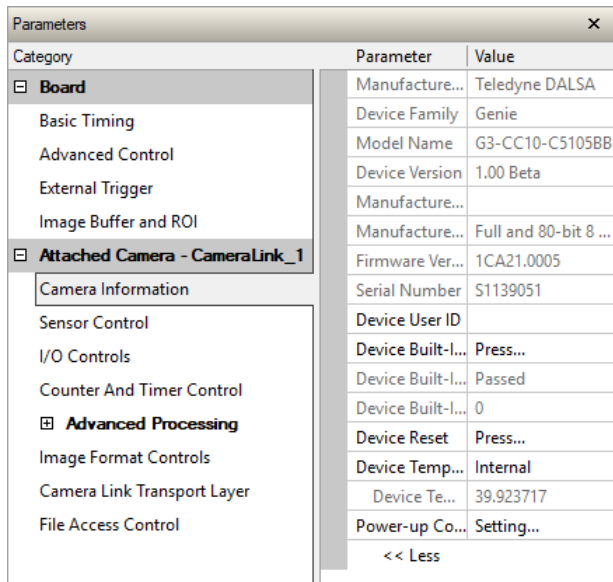 Parameters
Category
Board
Basic Timing
Advanced Control
External Trigger
Image Buffer and ROI
Attached Camera - CameraLink_1
Camera Information
Sensor Control
I/O Controls
Counter And Timer Control
Advanced Processing
Image Format Controls
Camera Link Transport Layer
File Access Control
Parameter Value
Manufacture... Teledyne DALSA
Device Family Genie
Model Name G3-CC10-C5105BB
Device Version 1.00 Beta
Manufacture...
Manufacture... Full and 80-bit 8 ...
Firmware Ver... 1CA21.0005
Serial Number S1139051
Device User ID
Device Built-I... Press...
Device Built-I... Passed
Device Built-I... 0
Device Reset Press...
Device Temp... Internal
Device Te... 39.923717
Power-up Co... Setting...
<< Less